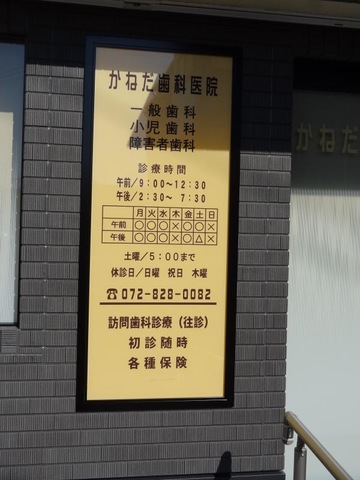 かねだ歯科医院
一般歯科
小児歯科
障害者歯科
診療時間
午前/9:00〜12:30
午後/2:30〜 7:30
月火水木金土日
午前○○○×○○×
午後○○○×○△×
土曜/5:00まで
休診日/日曜 祝日 木曜
☎072-828-0082
訪問歯科診療(往診)
初診随時
各種保険
かねだ